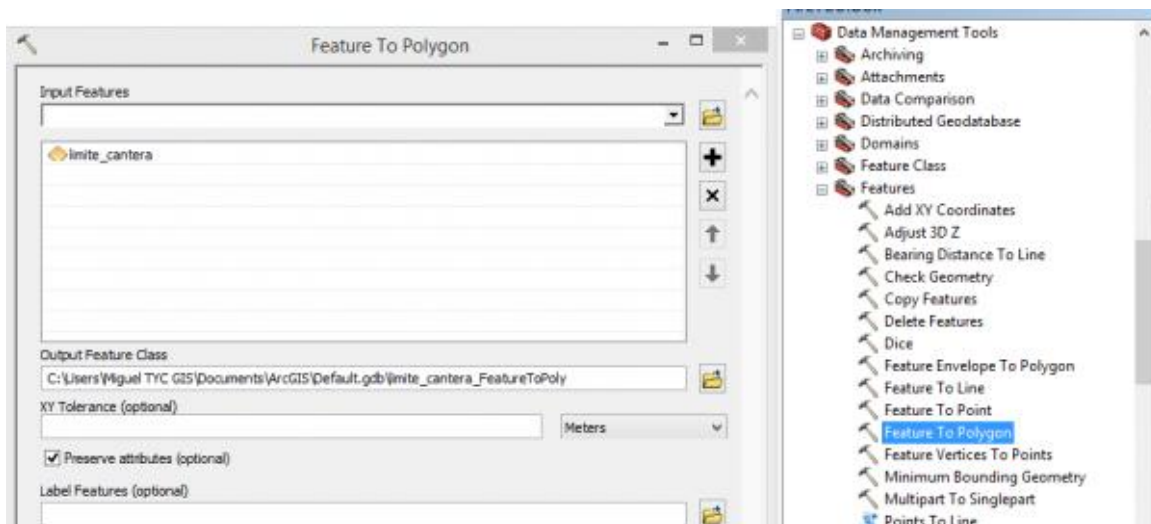 Feature To Polygon
Input Features
limite_cantera
Output Feature Class
C:\Users\Miguel TYC GIS\Documents\ArcGIS\Default.gdb\limite_cantera_FeatureToPoly
XY Tolerance (optional)
Meters
Preserve attributes (optional)
Label Features (optional)
Data Management Tools
Archiving
Attachments
Data Comparison
Distributed Geodatabase
Domains
Feature Class
Features
Add XY Coordinates
Adjust 3D Z
Bearing Distance To Line
Check Geometry
Copy Features
Delete Features
Dice
Feature Envelope To Polygon
Feature To Line
Feature To Point
Feature To Polygon
Feature Vertices To Points
Minimum Bounding Geometry
Multipart To Singlepart
Points To Line